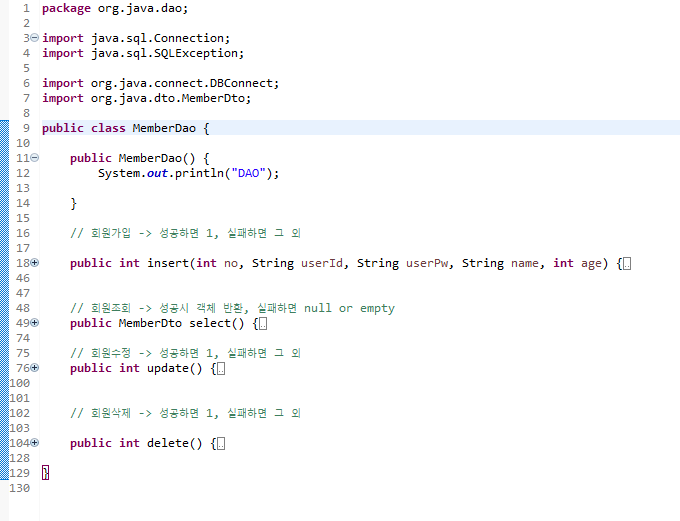 1 package org.java.dao;
2
3 import java.sql.Connection;
4 import java.sql.SQLException;
5
6 import org.java.connect.DBConnect;
7 import org.java.dto.MemberDto;
8
9 public class MemberDao {
10
11 public MemberDao() {
12 System.out.println("DAO");
13
14 }
15
16 // 회원가입 -> 성공하면 1, 실패하면 그 외
17
18 public int insert(int no, String userId, String userPw, String name, int age) {..
46
47
48 // 회원조회 -> 성공시 객체 반환, 실패하면 null or empty
49 public MemberDto select() {..
74
75 // 회원수정 -> 성공하면 1, 실패하면 그 외
76 public int update() {..
100
101
102 // 회원삭제 -> 성공하면 1, 실패하면 그 외
103
104 public int delete() {..
128
129 }
130